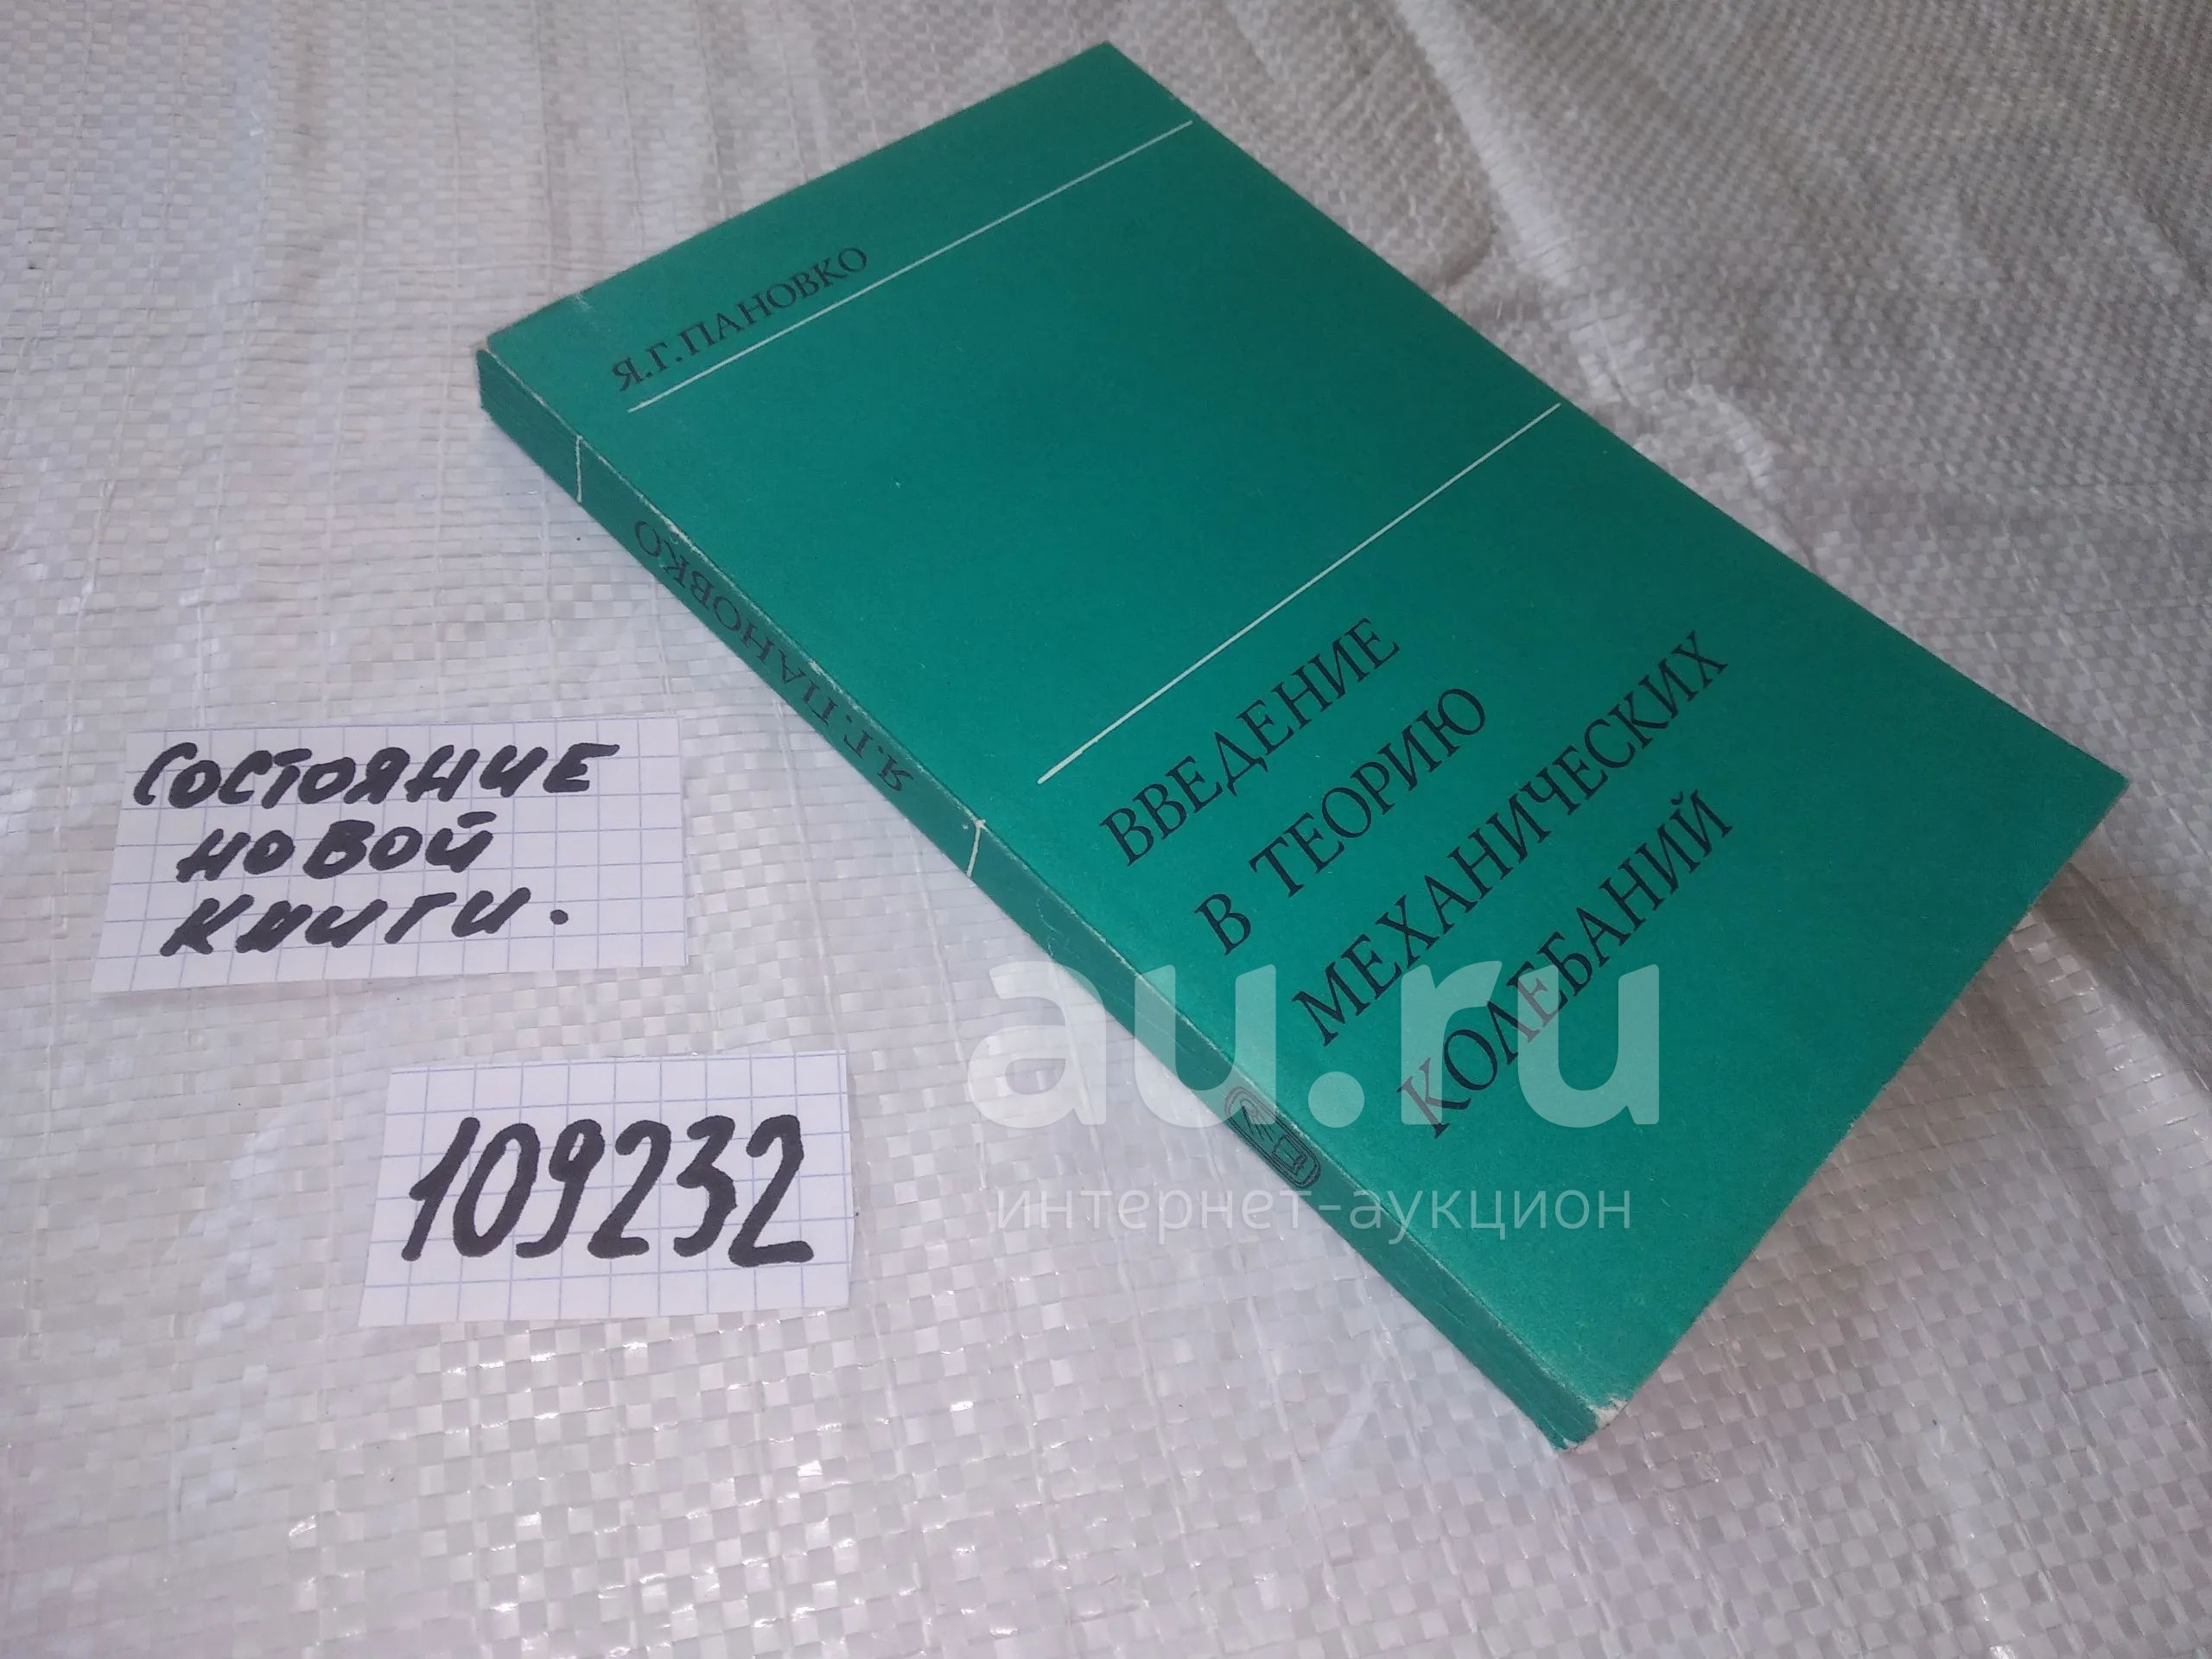 Я.Г.ПАНОВКО
ВВЕДЕНИЕ
В ТЕОРИЮ
МЕХАНИЧЕСКИХ
КОЛЕБАНИЙ
Я.Г.ПАНОВКО
СОСТОЯНИЕ
НОВОЙ
КНИГИ.
109232
au.ru
интернет-аукцион